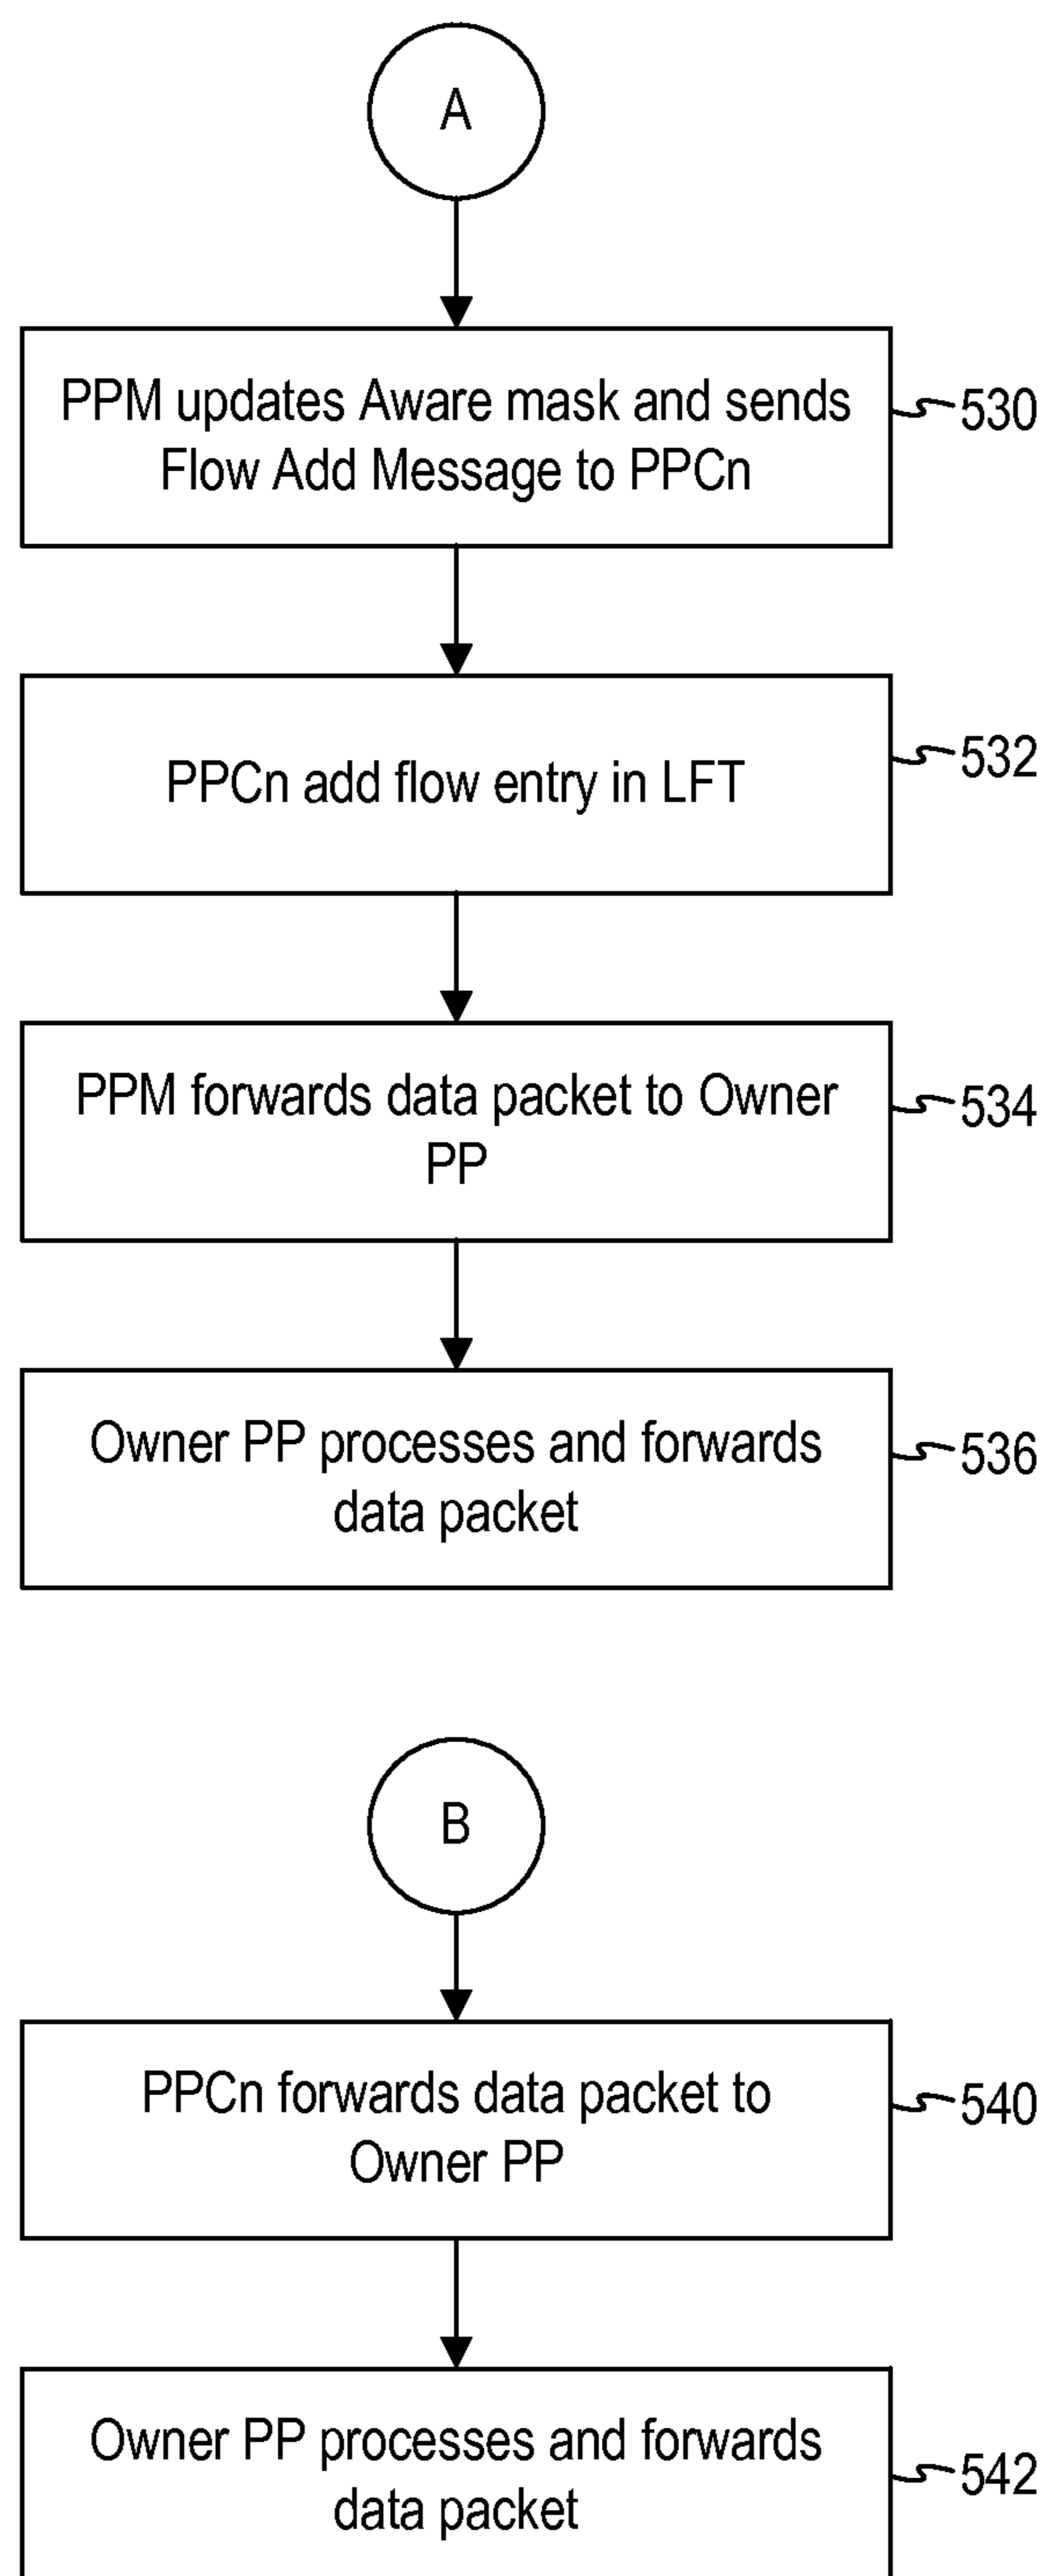 A
PPM updates Aware mask and sends
Flow Add Message to PPCn
530
PPCn add flow entry in LFT
532
PPM forwards data packet to Owner
PP
534
Owner PP processes and forwards
data packet
536
B
PPCn forwards data packet to
Owner PP
540
Owner PP processes and forwards
data packet
542